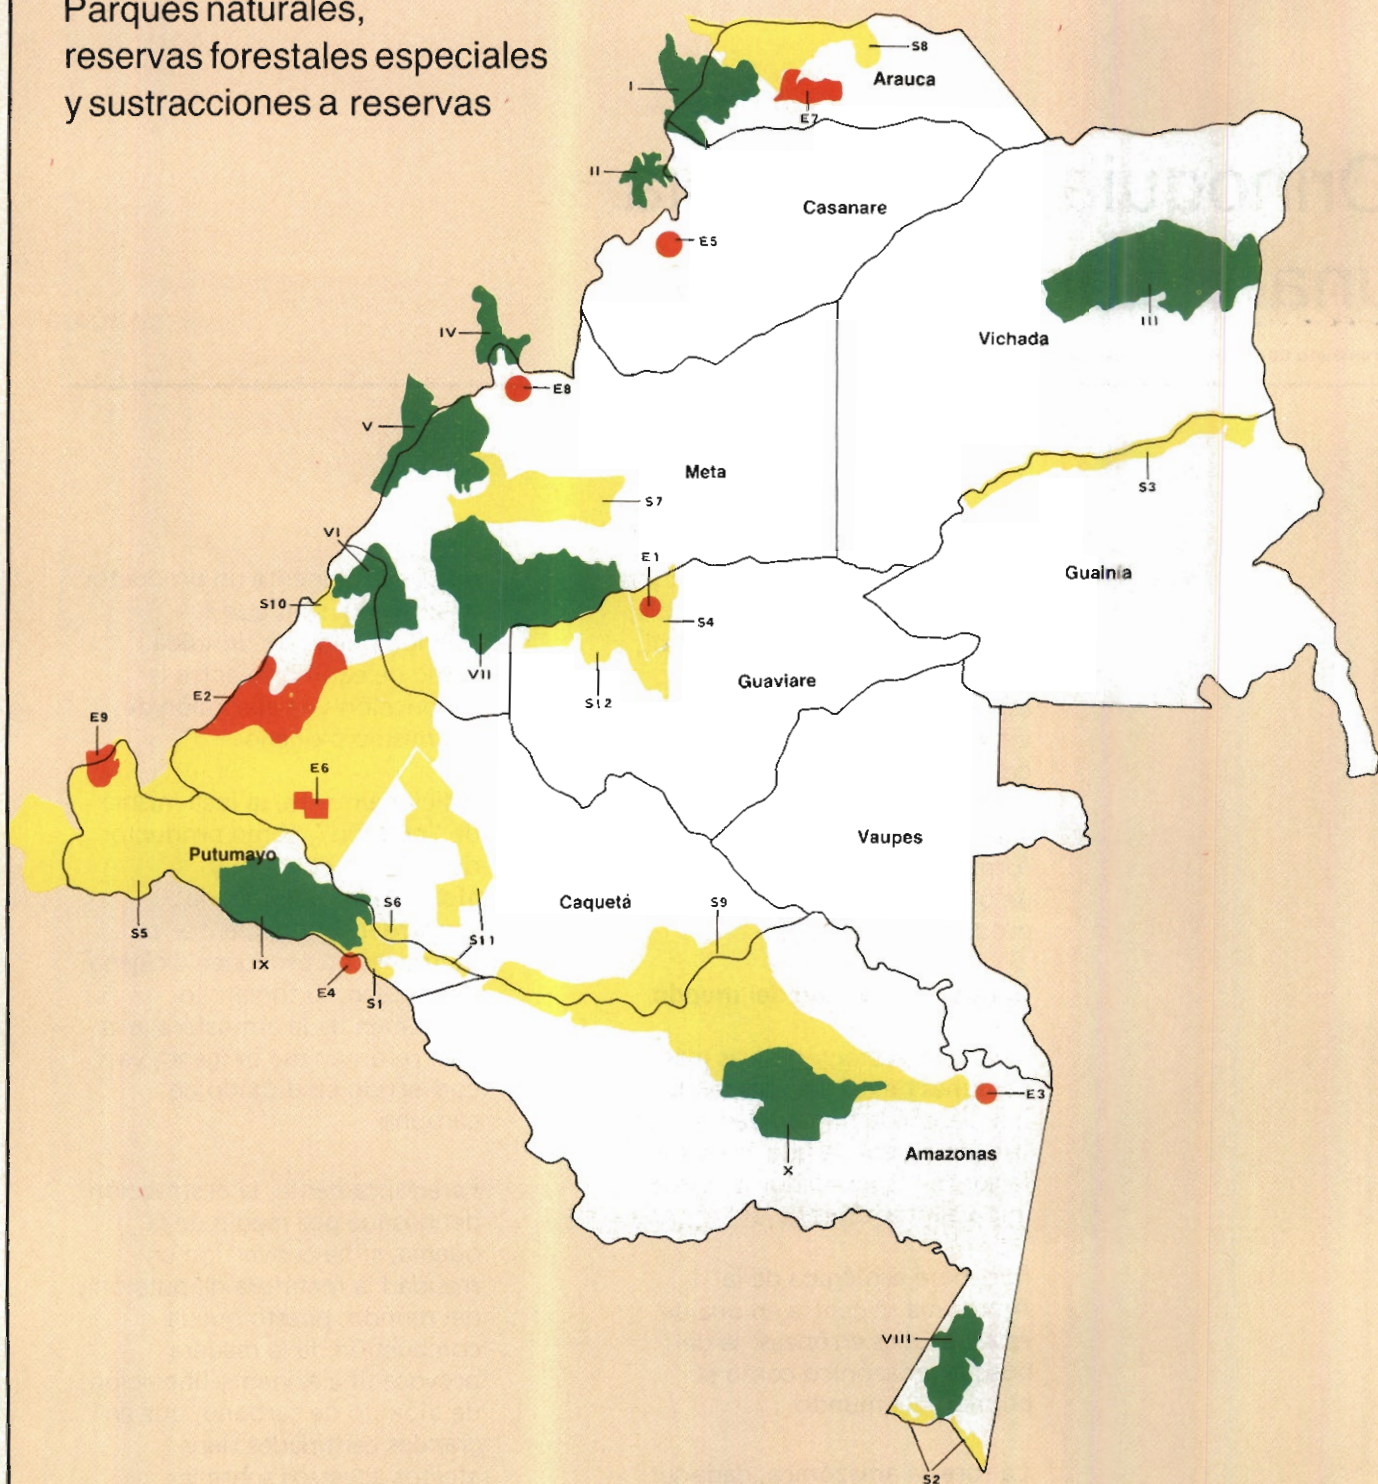 Parques naturales,
reservas forestales especiales
y sustracciones a reservas
S8
I
Arauca
E7
II
Casanare
E5
III
IV
Vichada
E8
V
Meta
S7
S3
VI
E1
Guainía
S10
S4
VII
Guaviare
E2
S12
E9
E6
Vaupes
Putumayo
Caquetá
S6
S9
S5
S11
IX
E4
S1
E3
Amazonas
X
VIII
S2